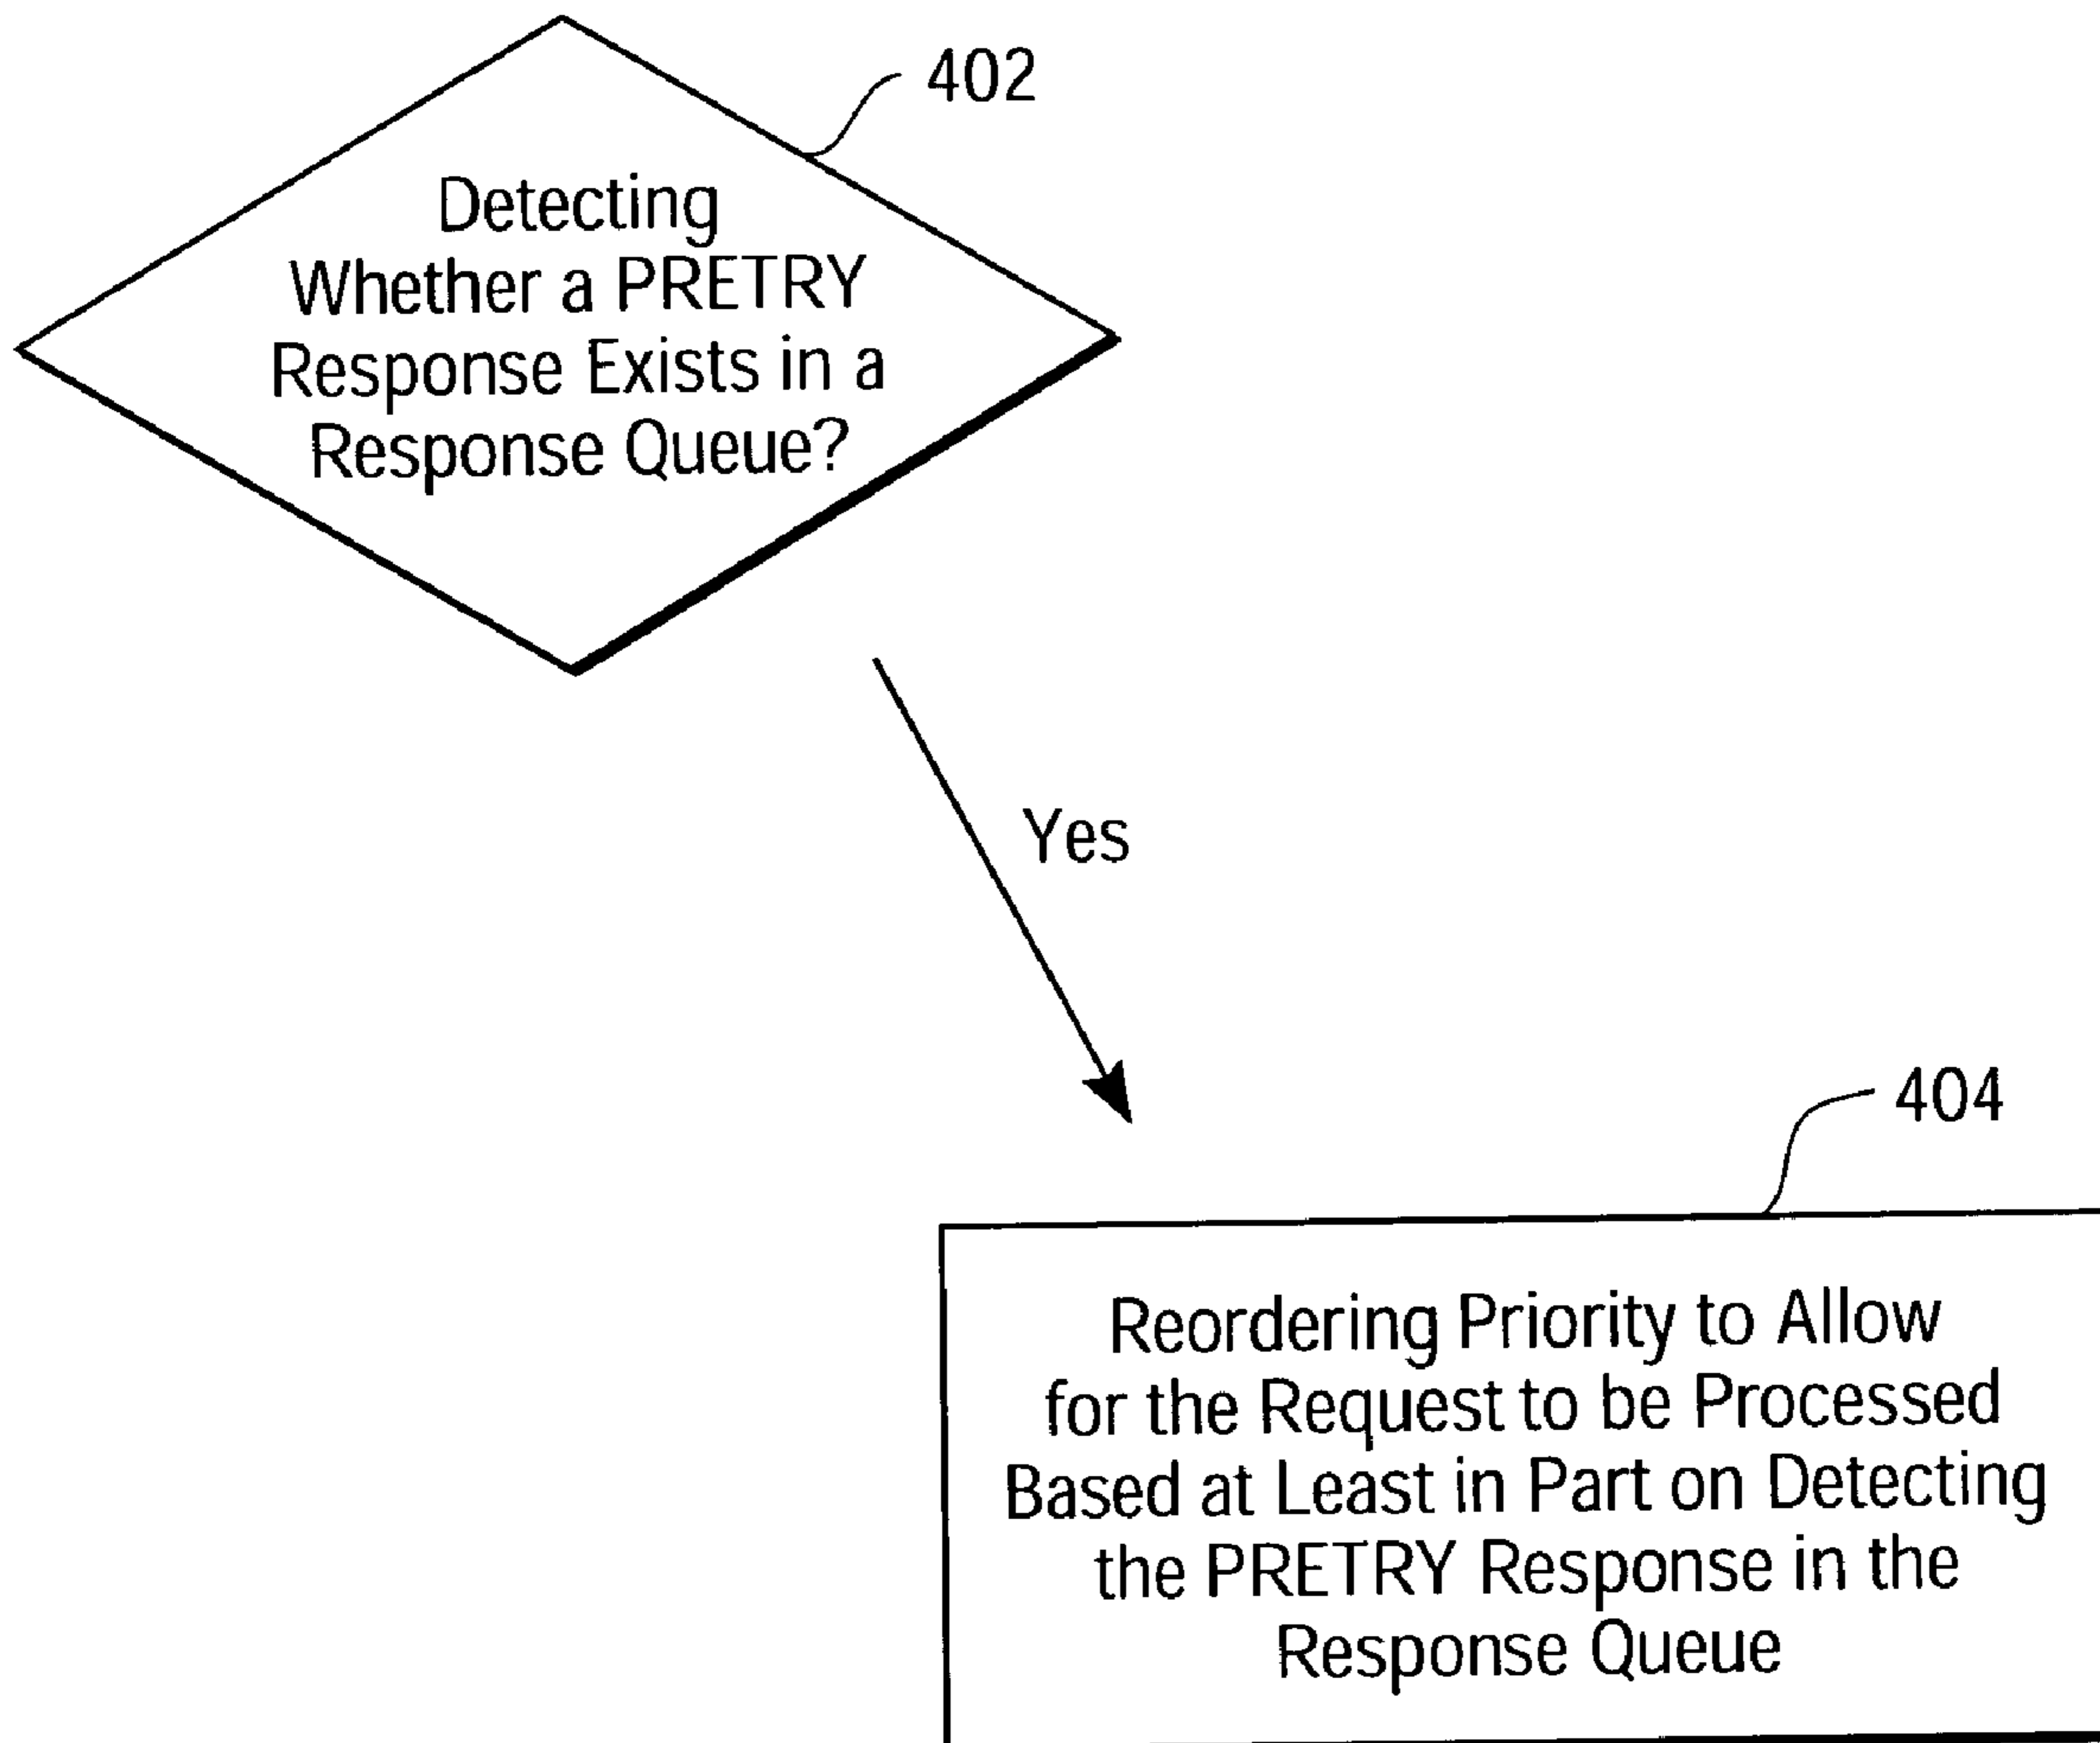 402
Detecting
Whether a PRETRY
Response Exists in a
Response Queue?
Yes
404
Reordering Priority to Allow
for the Request to be Processed
Based at Least in Part on Detecting
the PRETRY Response in the
Response Queue